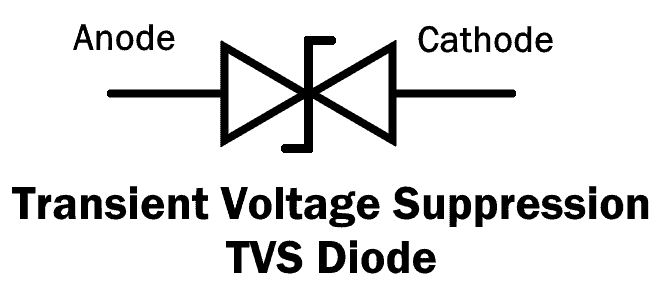 Anode
Cathode
Transient Voltage Suppression
TVS Diode